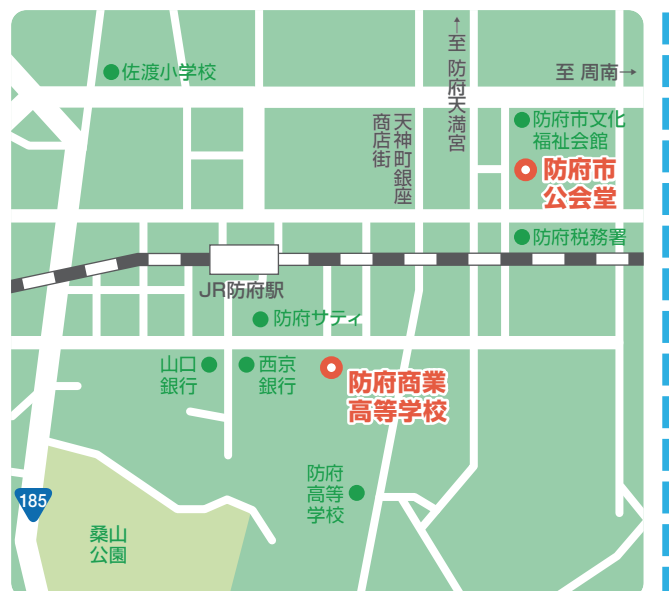 佐渡小学校
↑至 防府天満宮
至 周南→
天神町銀座
商店街
防府市文化
福祉会館
防府市
公会堂
防府税務署
JR防府駅
防府サティ
山口
銀行
西京
銀行
防府商業
高等学校
防府
高等
学校
185
桑山
公園